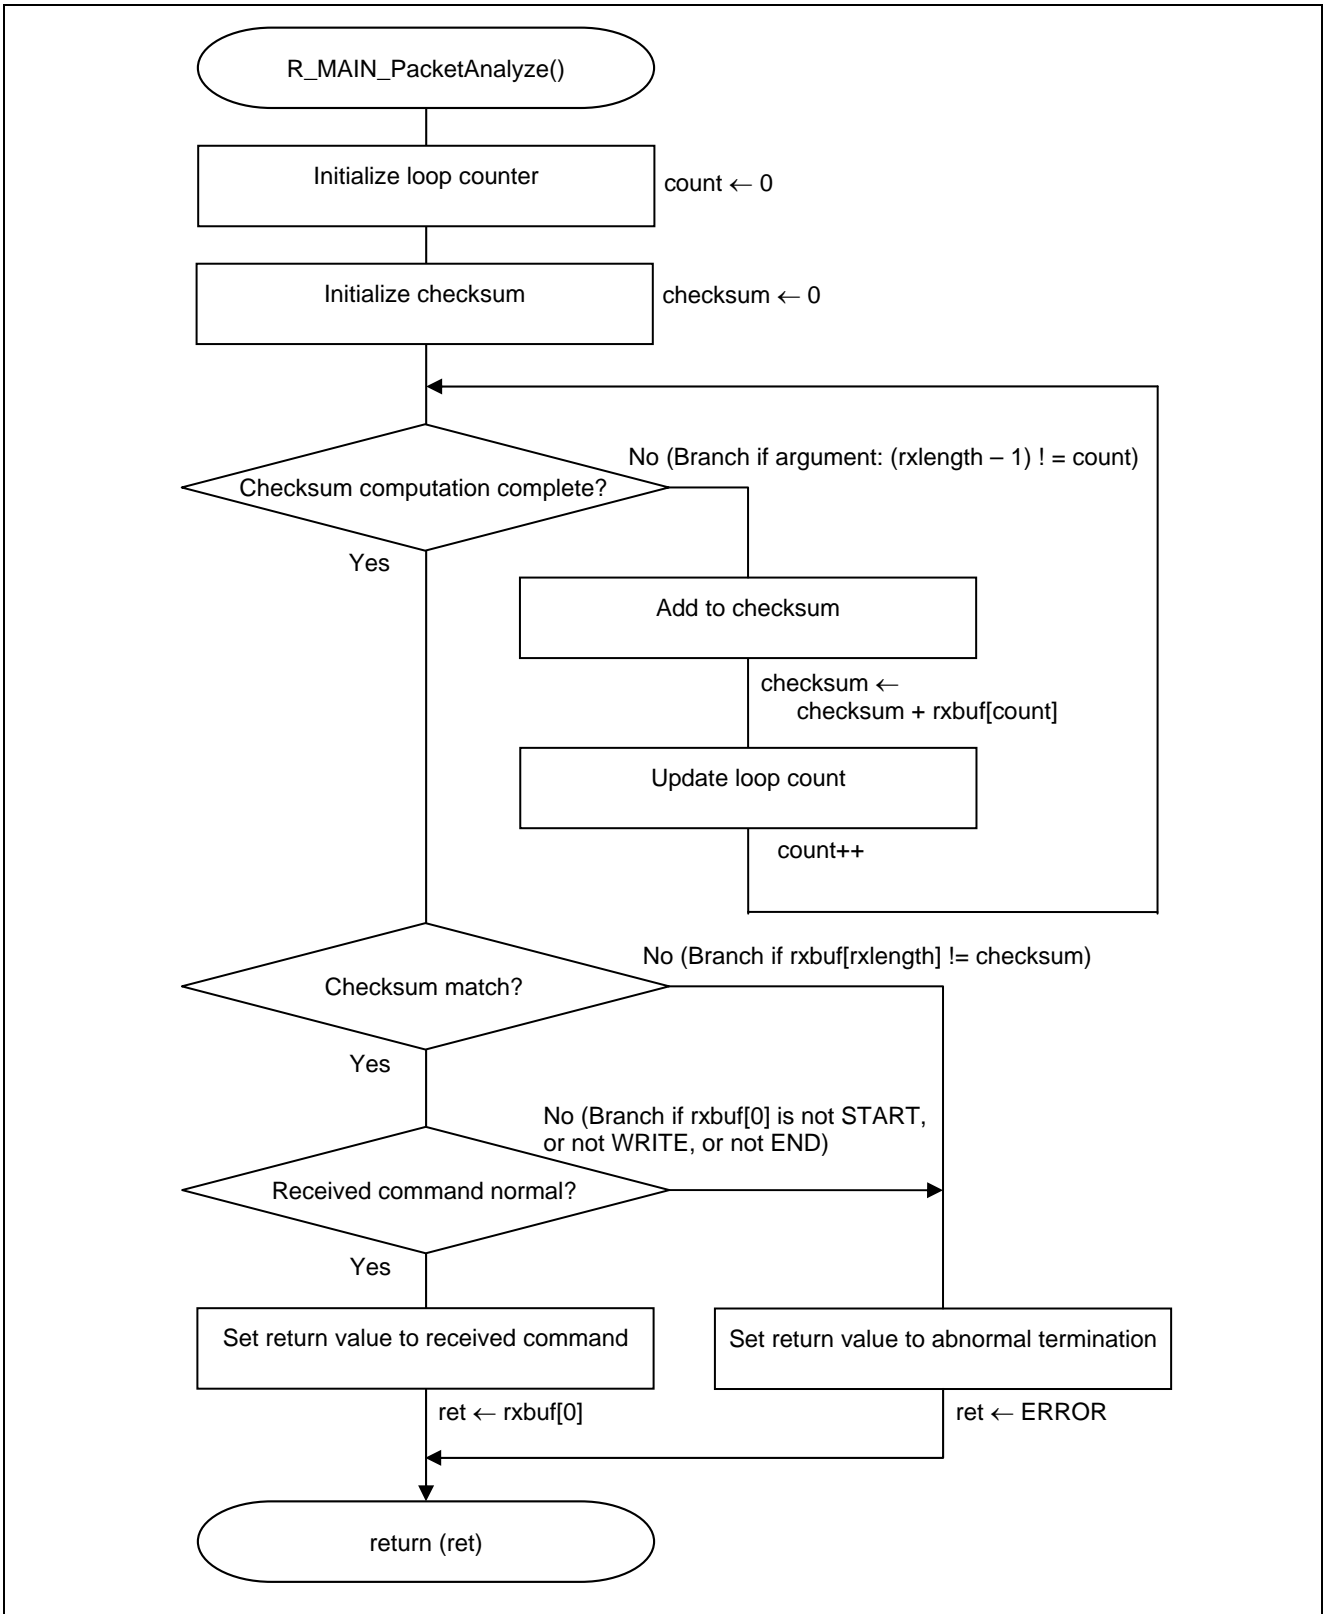 R_MAIN_PacketAnalyze()
Initialize loop counter
count ← 0
Initialize checksum
checksum ← 0
No (Branch if argument: (rxlength – 1) ! = count)
Checksum computation complete?
Yes
Add to checksum
checksum ←
checksum + rxbuf[count]
Update loop count
count++
No (Branch if rxbuf[rxlength] != checksum)
Checksum match?
Yes
No (Branch if rxbuf[0] is not START,
or not WRITE, or not END)
Received command normal?
Yes
Set return value to received command
Set return value to abnormal termination
ret ← rxbuf[0]
ret ← ERROR
return (ret)